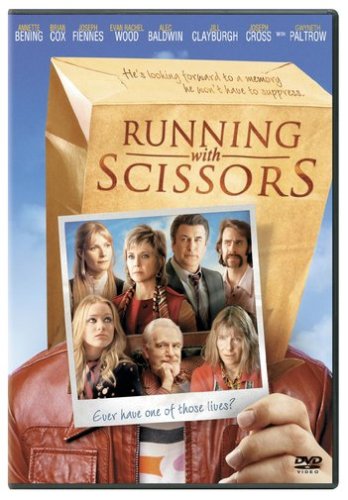 ANNETTE BENING BRIAN COX JOSEPH FIENNES EVAN RACHEL WOOD ALEC BALDWIN JILL CLAYBURGH JOSEPH CROSS WITH GWYNETH PALTROW
He's looking forward to a memory
he won't have to suppress.
RUNNING
with
SCISSORS
Ever have one of those lives?
DVD
VIDEO